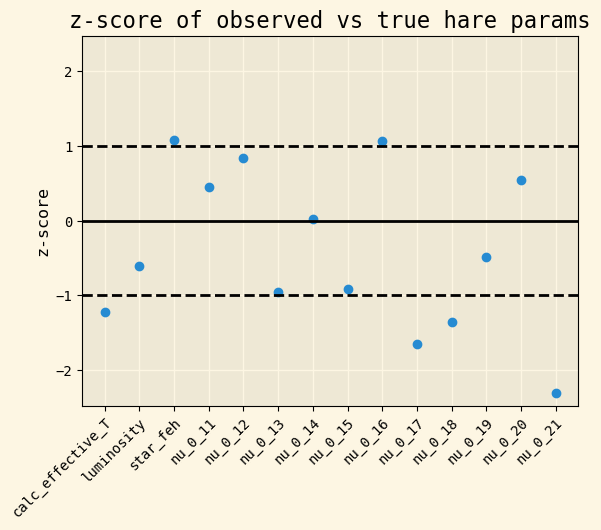 z-score of observed vs true hare params
z-score
2
1
0
−1
−2
calc_effective_T
luminosity
star_feh
nu_0_11
nu_0_12
nu_0_13
nu_0_14
nu_0_15
nu_0_16
nu_0_17
nu_0_18
nu_0_19
nu_0_20
nu_0_21